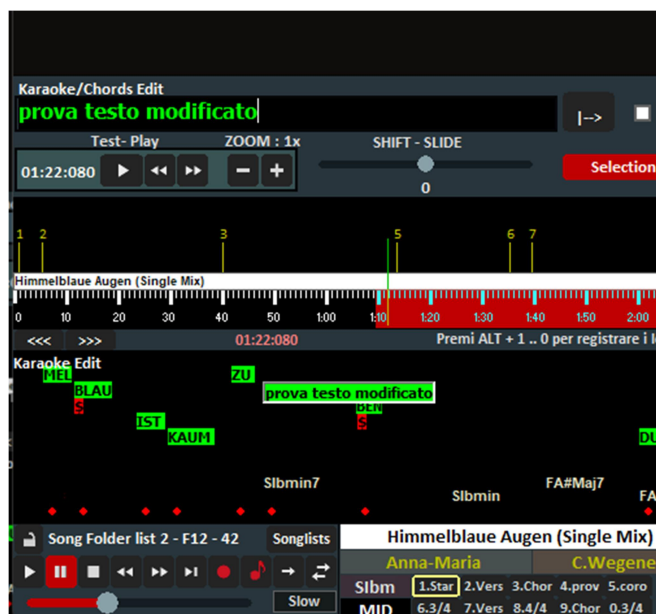 Karaoke/Chords Edit
prova testo modificato
|-->
Test- Play
ZOOM : 1x
SHIFT - SLIDE
01:22:080
Selection
0
1 2 3 5 6 7
Himmelblaue Augen (Single Mix)
0 10 20 30 40 50 1:00 1:10 1:20 1:30 1:40 1:50 2:00
<<< >>> 01:22:080 Premi ALT + 1 .. 0 per registrare i
Karaoke Edit
MEL ZU
BLAU prova testo modificato
S BEN
IST S
KAUM DU
SIbm7 FA#Maj7
SIbmin FA
Song Folder list 2 - F12 - 42 Songlists Himmelblaue Augen (Single Mix)
Anna-Maria C.Wegene
SIbm 1.Star 2.Vers 3.Chor 4.prov 5.coro
Slow MID 6.3/4 7.Vers 8.4/4 9.Chor 0.3/4